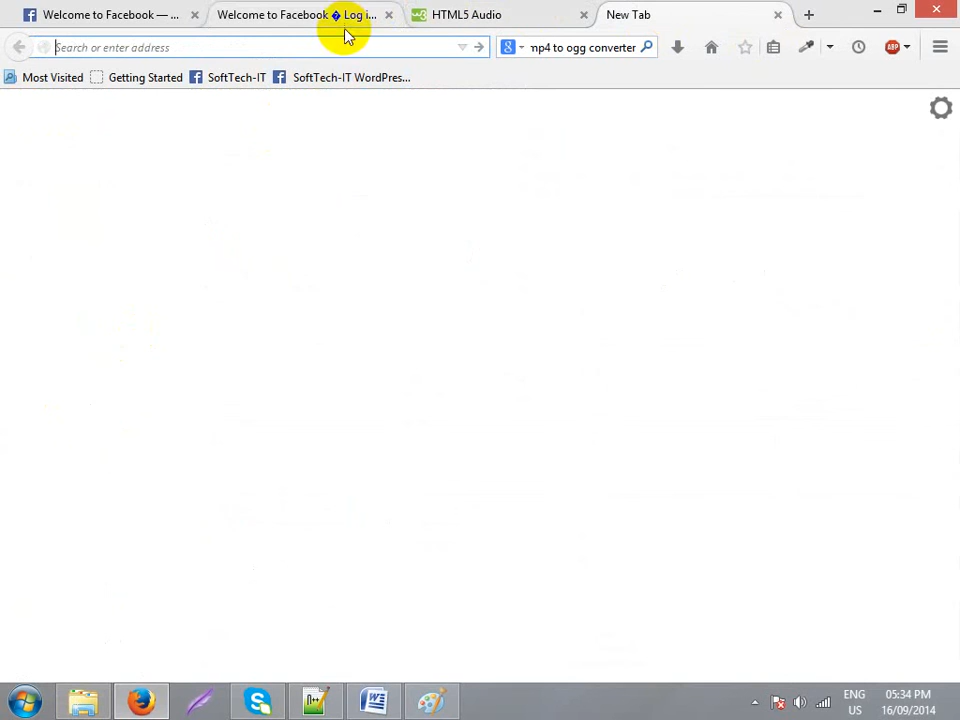 Welcome to Facebook — ...
Welcome to Facebook � Log i...
HTML5 Audio
New Tab
Search or enter address
mp4 to ogg converter
Most Visited
Getting Started
SoftTech-IT
SoftTech-IT WordPres...
ENG
US
05:34 PM
16/09/2014